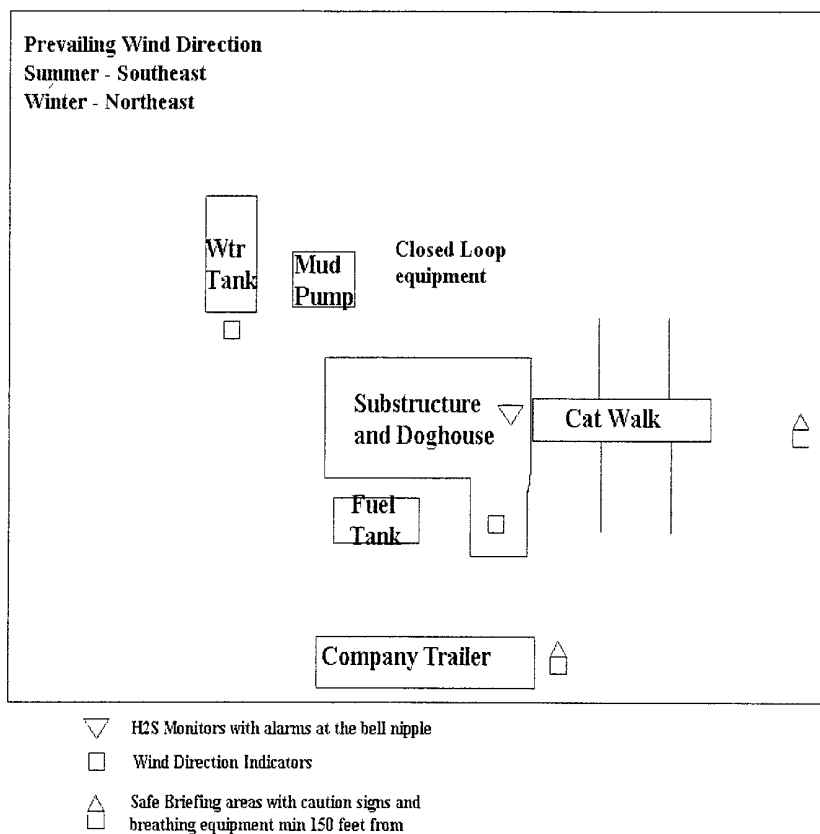 Prevailing Wind Direction
Summer - Southeast
Winter - Northeast
Wtr
Tank
Mud
Pump
Closed Loop
equipment
Substructure
and Doghouse
Cat Walk
Fuel
Tank
Company Trailer
H2S Monitors with alarms at the bell nipple
Wind Direction Indicators
Safe Briefing areas with caution signs and
breathing equipment min 150 feet from